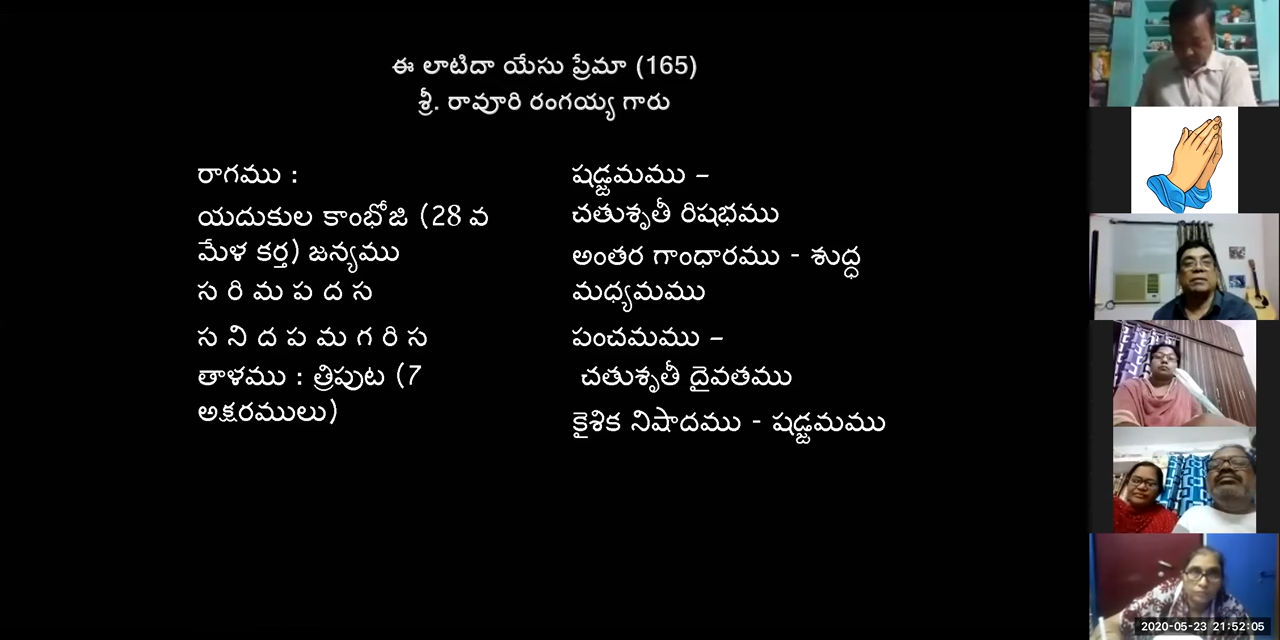 ఈ లాటిదా యేసు ప్రేమా (165)
శ్రీ. రావూరి రంగయ్య గారు
రాగము :
యదుకుల కాంభోజి (28 వ
మేళ కర్త) జన్యము
స రి మ ప ద స
స ని ద ప మ గ రి స
తాళము : త్రిపుట (7
అక్షరములు)
షడ్జమము –
చతుశృతీ రిషభము
అంతర గాంధారము - శుద్ధ
మధ్యమము
పంచమము –
చతుశృతీ దైవతము
కైశిక నిషాదము - షడ్జమము
2020-05-23 21:52:05